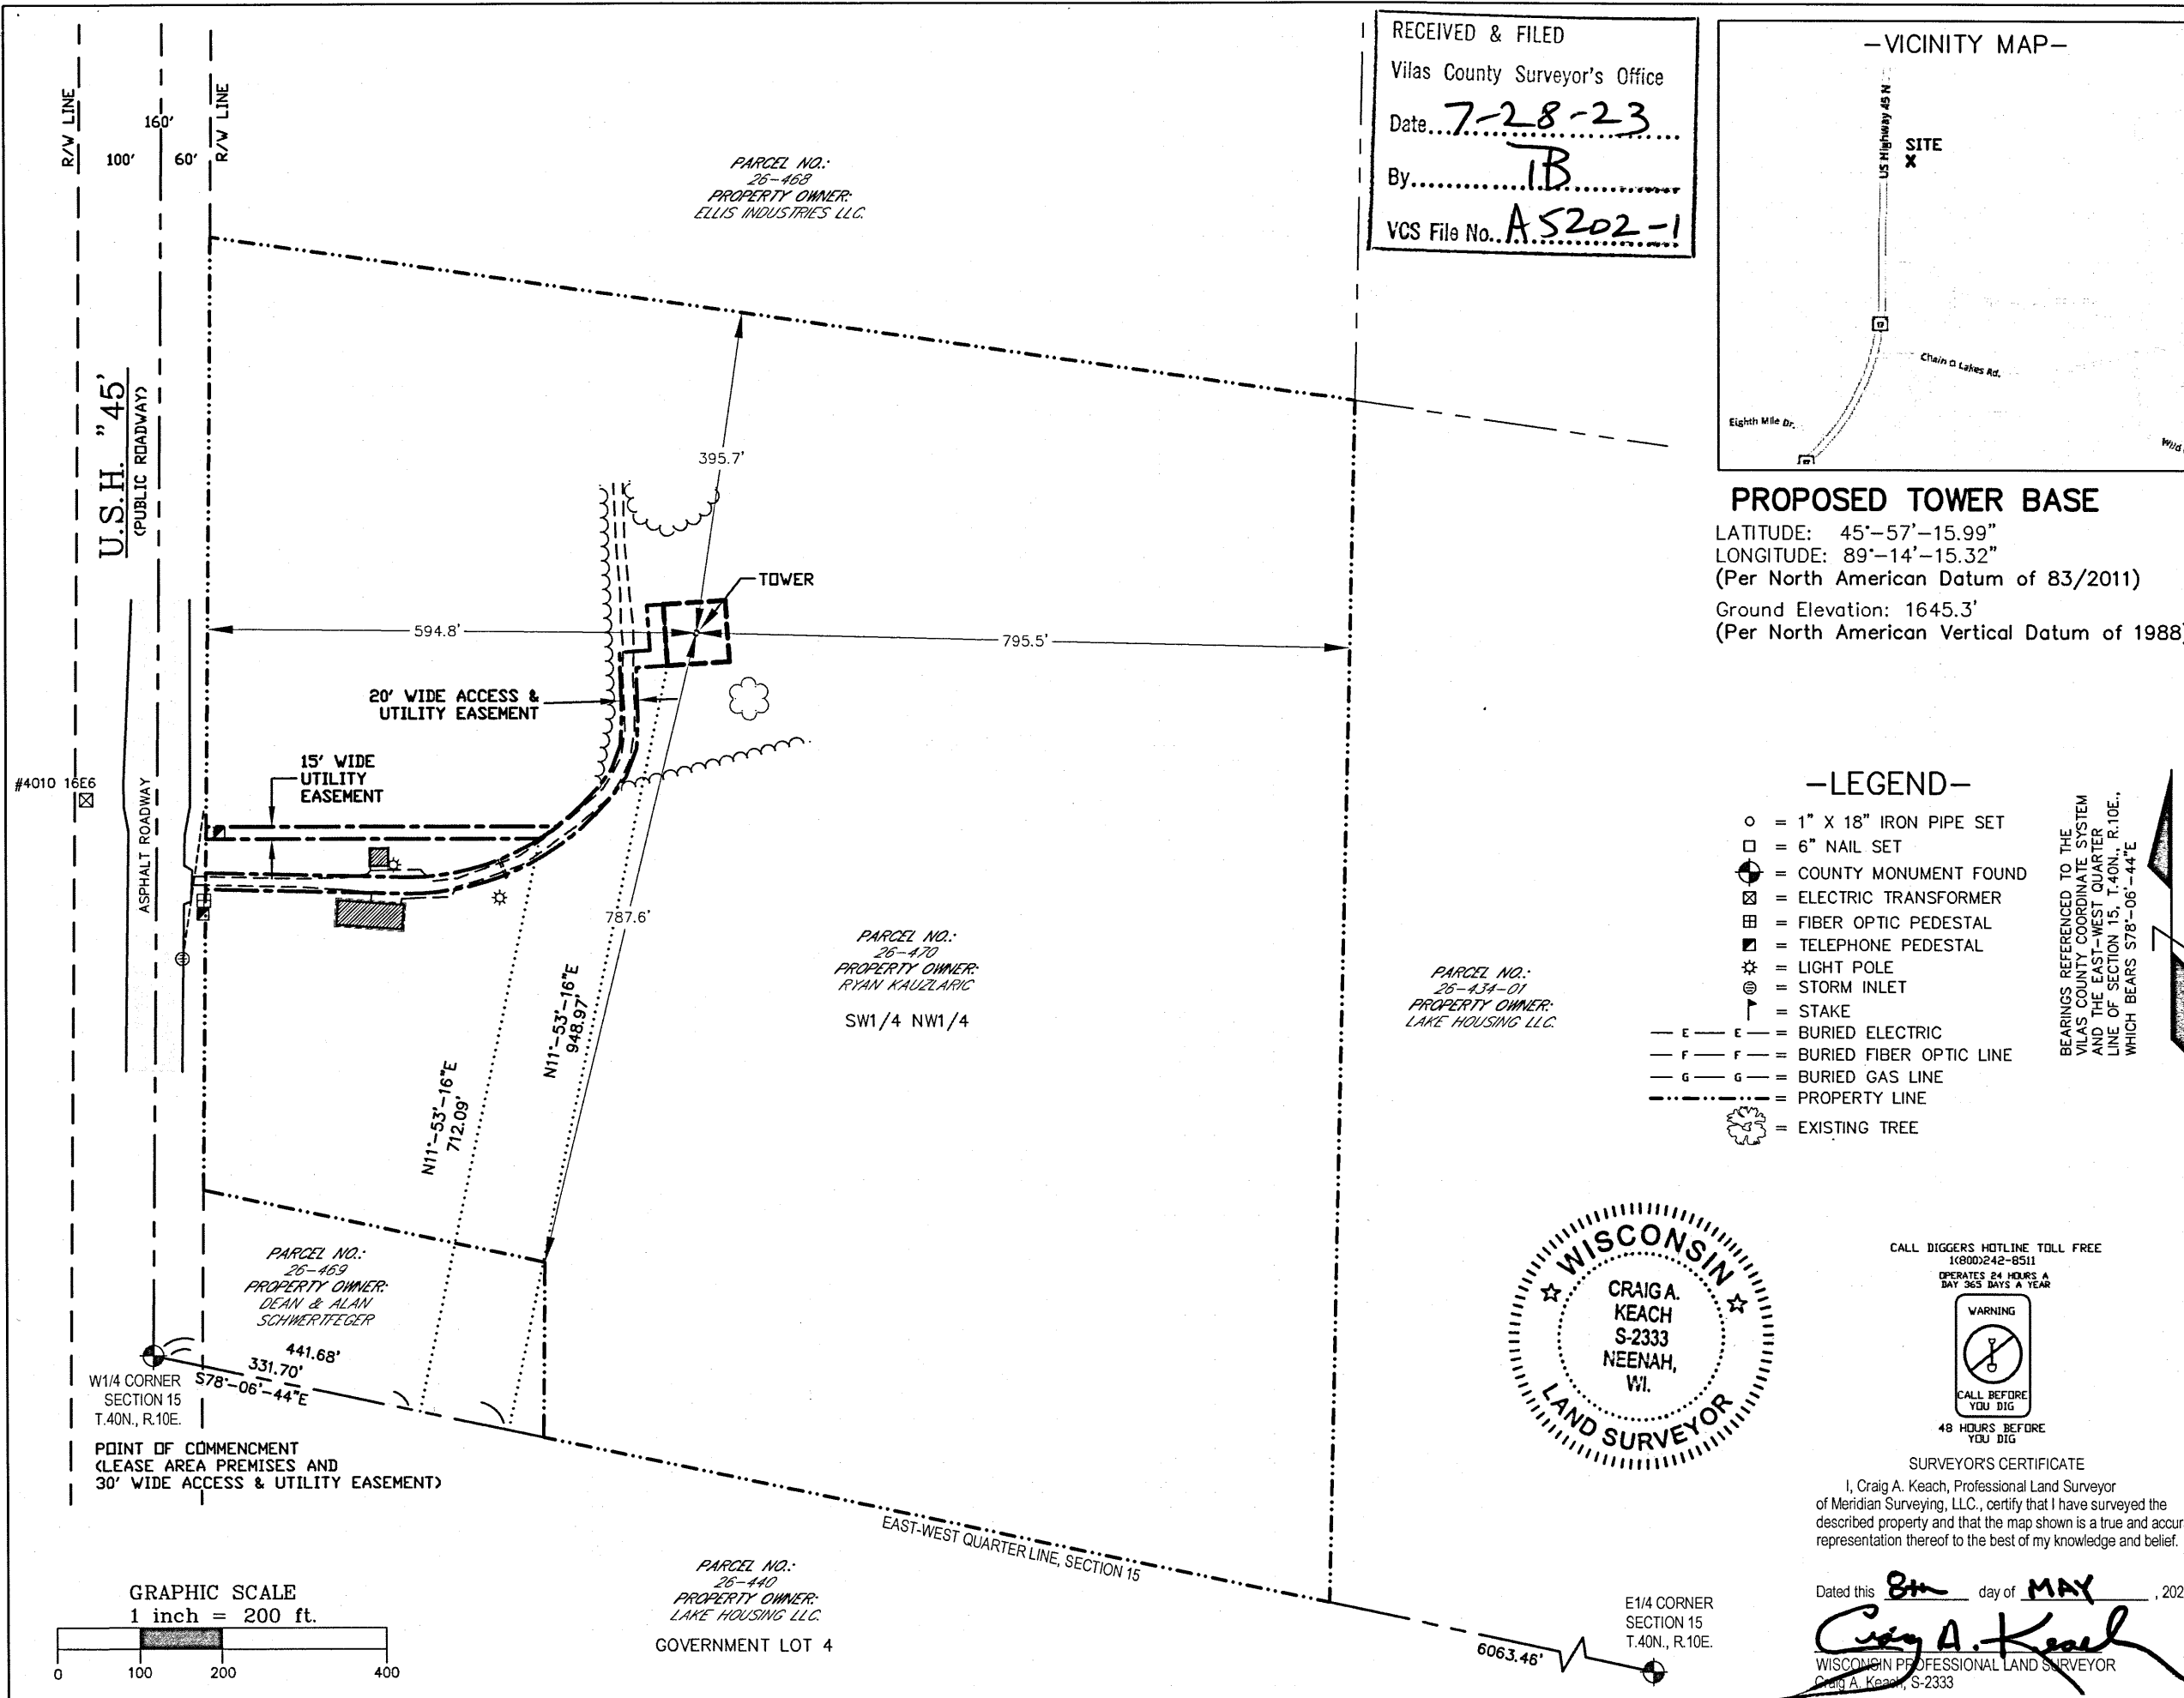 R/W LINE
160'
100'
60'
R/W LINE
PARCEL NO.:
26-468
PROPERTY OWNER:
ELLIS INDUSTRIES LLC.
RECEIVED & FILED
Vilas County Surveyor's Office
Date 7-28-23
By TB
VCS File No. A5202-1
-VICINITY MAP-
US Highway 45 N
SITE
X
17
Chain O Lakes Rd.
Eighth Mile Dr.
Wild
U.S.H. "45'
(PUBLIC ROADWAY)
395.7'
TOWER
594.8'
795.5'
20' WIDE ACCESS &
UTILITY EASEMENT
15' WIDE
UTILITY
EASEMENT
#4010 16E6
ASPHALT ROADWAY
787.6'
N11°-53'-16"E
948.97'
N11°-53'-16"E
712.09'
PARCEL NO.:
26-470
PROPERTY OWNER:
RYAN KAUZLARIC
SW1/4 NW1/4
PARCEL NO.:
26-434-01
PROPERTY OWNER:
LAKE HOUSING LLC.
PROPOSED TOWER BASE
LATITUDE: 45°-57'-15.99"
LONGITUDE: 89°-14'-15.32"
(Per North American Datum of 83/2011)
Ground Elevation: 1645.3'
(Per North American Vertical Datum of 1988)
-LEGEND-
= 1" X 18" IRON PIPE SET
= 6" NAIL SET
= COUNTY MONUMENT FOUND
= ELECTRIC TRANSFORMER
= FIBER OPTIC PEDESTAL
= TELEPHONE PEDESTAL
= LIGHT POLE
= STORM INLET
= STAKE
E E = BURIED ELECTRIC
F F = BURIED FIBER OPTIC LINE
G G = BURIED GAS LINE
= PROPERTY LINE
= EXISTING TREE
BEARINGS REFERENCED TO THE
VILAS COUNTY COORDINATE SYSTEM
AND THE EAST-WEST QUARTER
LINE OF SECTION 15, T.40N., R.10E.,
WHICH BEARS S78°-06'-44"E
PARCEL NO.:
26-469
PROPERTY OWNER:
DEAN & ALAN
SCHWERTFEGER
441.68'
331.70'
S78°-06'-44"E
W1/4 CORNER
SECTION 15
T.40N., R.10E.
POINT OF COMMENCMENT
(LEASE AREA PREMISES AND
30' WIDE ACCESS & UTILITY EASEMENT)
EAST-WEST QUARTER LINE, SECTION 15
PARCEL NO.:
26-440
PROPERTY OWNER:
LAKE HOUSING LLC.
GOVERNMENT LOT 4
GRAPHIC SCALE
1 inch = 200 ft.
0 100 200 400
6063.46'
E1/4 CORNER
SECTION 15
T.40N., R.10E.
WISCONSIN
CRAIG A.
KEACH
S-2333
NEENAH,
WI.
LAND SURVEYOR
CALL DIGGERS HOTLINE TOLL FREE
1(800)242-8511
OPERATES 24 HOURS A
DAY 365 DAYS A YEAR
WARNING
CALL BEFORE
YOU DIG
48 HOURS BEFORE
YOU DIG
SURVEYOR'S CERTIFICATE
I, Craig A. Keach, Professional Land Surveyor
of Meridian Surveying, LLC., certify that I have surveyed the
described property and that the map shown is a true and accur
representation thereof to the best of my knowledge and belief.
Dated this 8th day of MAY, 202
Craig A. Keach
WISCONSIN PROFESSIONAL LAND SURVEYOR
Craig A. Keach, S-2333